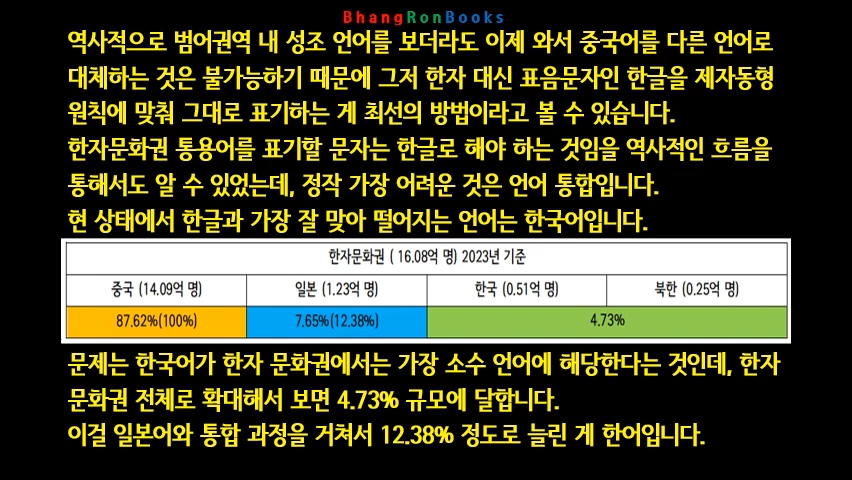 BhangRonBooks
역사적으로 범어권역 내 성조 언어를 보더라도 이제 와서 중국어를 다른 언어로
대체하는 것은 불가능하기 때문에 그저 한자 대신 표음문자인 한글을 제자동형
원칙에 맞춰 그대로 표기하는 게 최선의 방법이라고 볼 수 있습니다.
한자문화권 통용어를 표기할 문자는 한글로 해야 하는 것임을 역사적인 흐름을
통해서도 알 수 있었는데, 정작 가장 어려운 것은 언어 통합입니다.
현 상태에서 한글과 가장 잘 맞아 떨어지는 언어는 한국어입니다.
한자문화권 ( 16.08억 명) 2023년 기준
중국 (14.09억 명) 일본 (1.23억 명) 한국 (0.51억 명) 북한 (0.25억 명)
87.62%(100%) 7.65%(12.38%) 4.73%
문제는 한국어가 한자 문화권에서는 가장 소수 언어에 해당한다는 것인데, 한자
문화권 전체로 확대해서 보면 4.73% 규모에 달합니다.
이걸 일본어와 통합 과정을 거쳐서 12.38% 정도로 늘린 게 한어입니다.